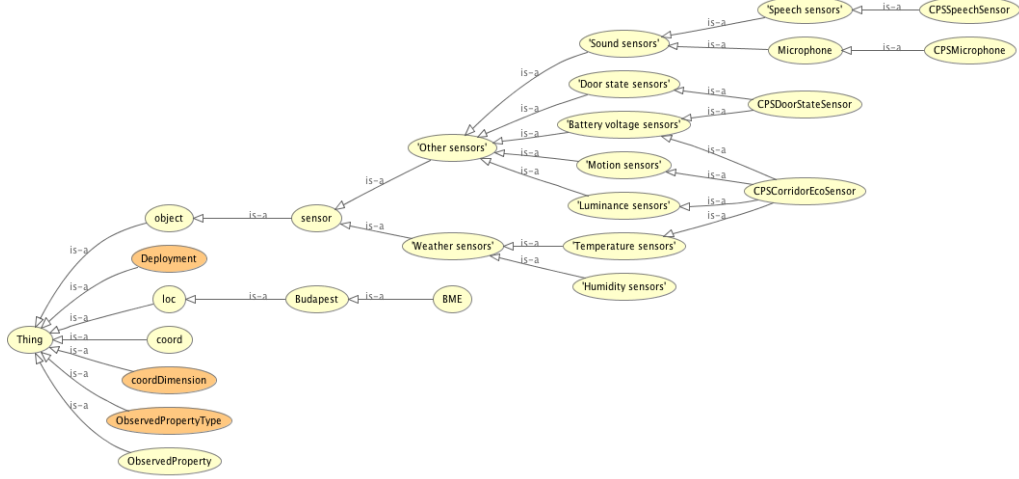 'Speech sensors'
is-a
CPSSpeechSensor
is-a
'Sound sensors'
is-a
Microphone
is-a
CPSMicrophone
is-a
'Door state sensors'
is-a
CPSDoorStateSensor
is-a
'Battery voltage sensors'
is-a
is-a
'Other sensors'
is-a
is-a
'Motion sensors'
is-a
is-a
CPSCorridorEcoSensor
is-a
'Luminance sensors'
is-a
is-a
object
is-a
sensor
is-a
'Weather sensors'
is-a
'Temperature sensors'
is-a
is-a
Deployment
is-a
'Humidity sensors'
is-a
loc
is-a
Budapest
is-a
BME
is-a
Thing
is-a
coord
is-a
coordDimension
is-a
ObservedPropertyType
is-a
ObservedProperty